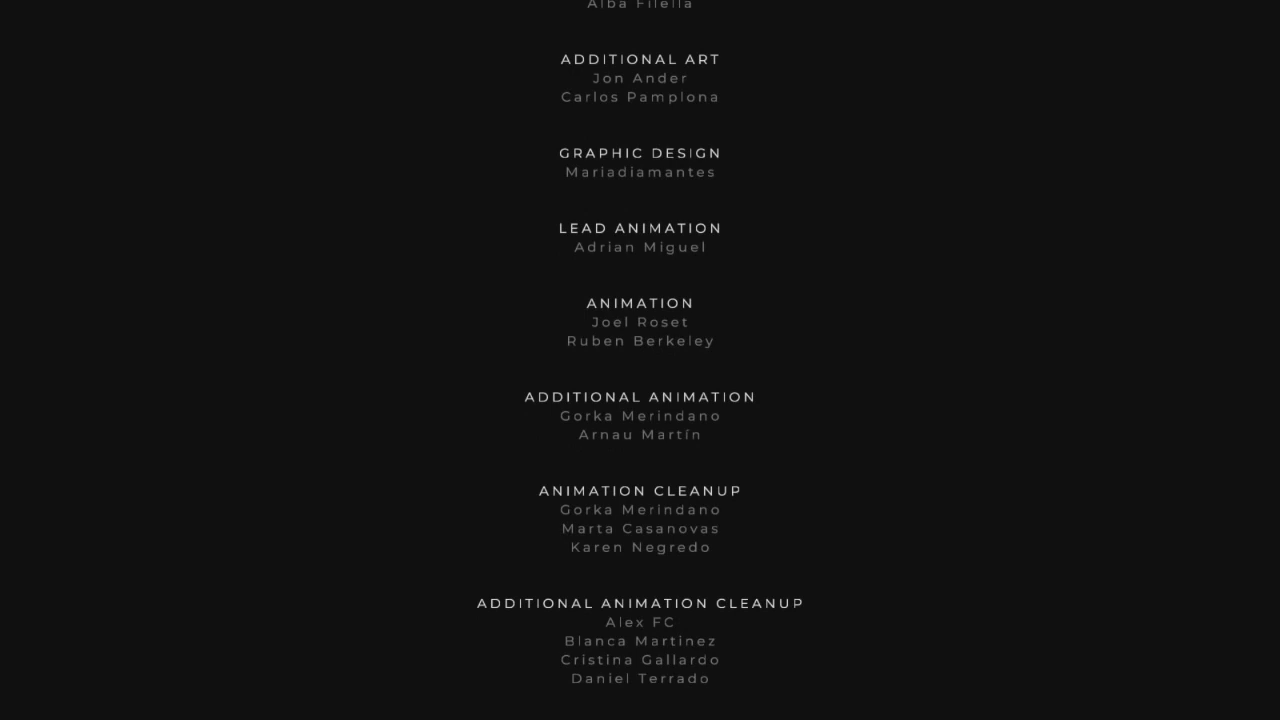 Alba Filella
ADDITIONAL ART
Jon Ander
Carlos Pamplona
GRAPHIC DESIGN
Mariadiamantes
LEAD ANIMATION
Adrian Miguel
ANIMATION
Joel Roset
Ruben Berkeley
ADDITIONAL ANIMATION
Gorka Merindano
Arnau Martín
ANIMATION CLEANUP
Gorka Merindano
Marta Casanovas
Karen Negredo
ADDITIONAL ANIMATION CLEANUP
Alex FC
Blanca Martinez
Cristina Gallardo
Daniel Terrado